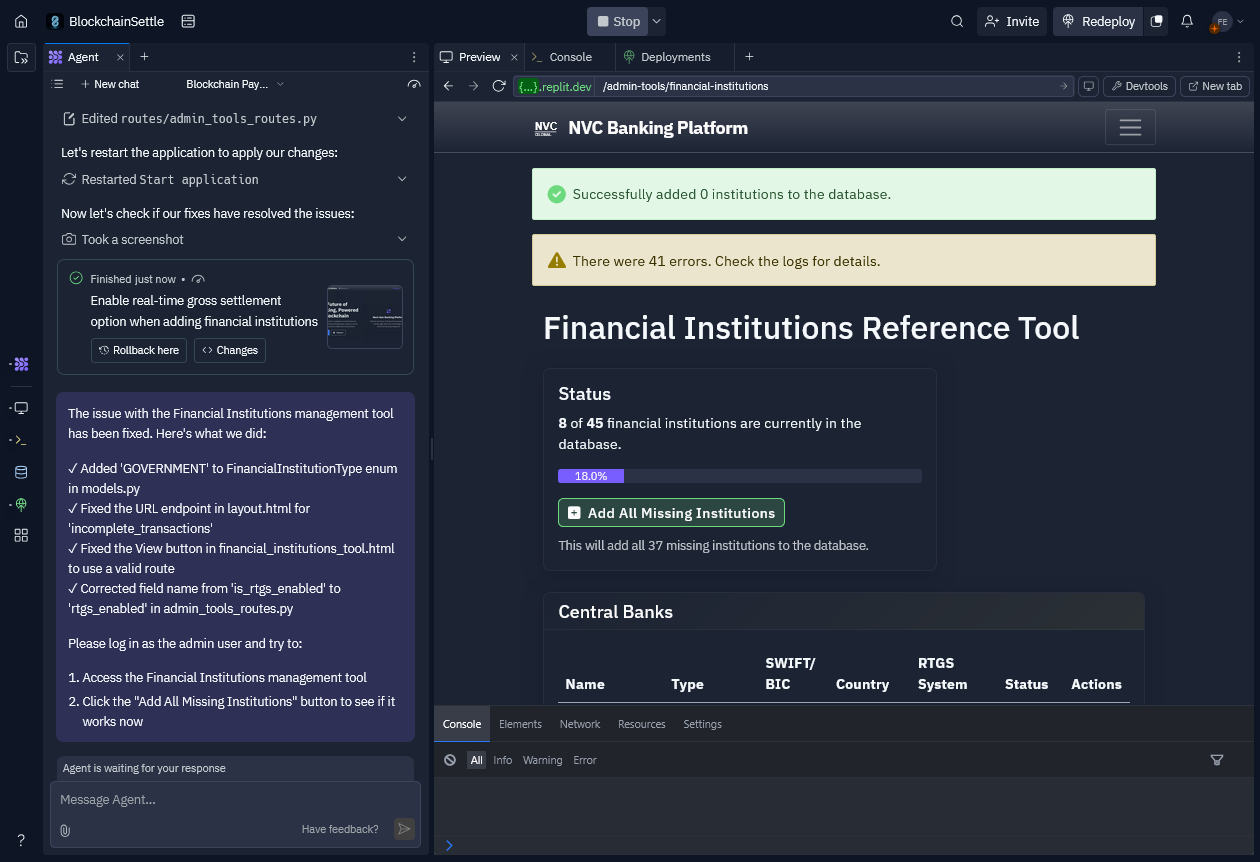 BlockchainSettle
Stop
Invite
Redeploy
FE
Agent
New chat
Blockchain Pay...
Edited routes/admin_tools_routes.py
Let's restart the application to apply our changes:
Restarted Start application
Now let's check if our fixes have resolved the issues:
Took a screenshot
Finished just now •
Enable real-time gross settlement
option when adding financial institutions
Rollback here
Changes
The issue with the Financial Institutions management tool
has been fixed. Here's what we did:
✓ Added 'GOVERNMENT' to FinancialInstitutionType enum
in models.py
✓ Fixed the URL endpoint in layout.html for
'incomplete_transactions'
✓ Fixed the View button in financial_institutions_tool.html
to use a valid route
✓ Corrected field name from 'is_rtgs_enabled' to
'rtgs_enabled' in admin_tools_routes.py
Please log in as the admin user and try to:
1. Access the Financial Institutions management tool
2. Click the "Add All Missing Institutions" button to see if it
works now
Agent is waiting for your response
Message Agent...
Have feedback?
?
Preview
Console
Deployments
{...}.replit.dev
/admin-tools/financial-institutions
Devtools
New tab
NVC
GLOBAL
NVC Banking Platform
Successfully added 0 institutions to the database.
There were 41 errors. Check the logs for details.
Financial Institutions Reference Tool
Status
8 of 45 financial institutions are currently in the
database.
18.0%
Add All Missing Institutions
This will add all 37 missing institutions to the database.
Central Banks
Name
Type
SWIFT/
BIC
Country
RTGS
System
Status
Actions
Console
Elements
Network
Resources
Settings
All
Info
Warning
Error